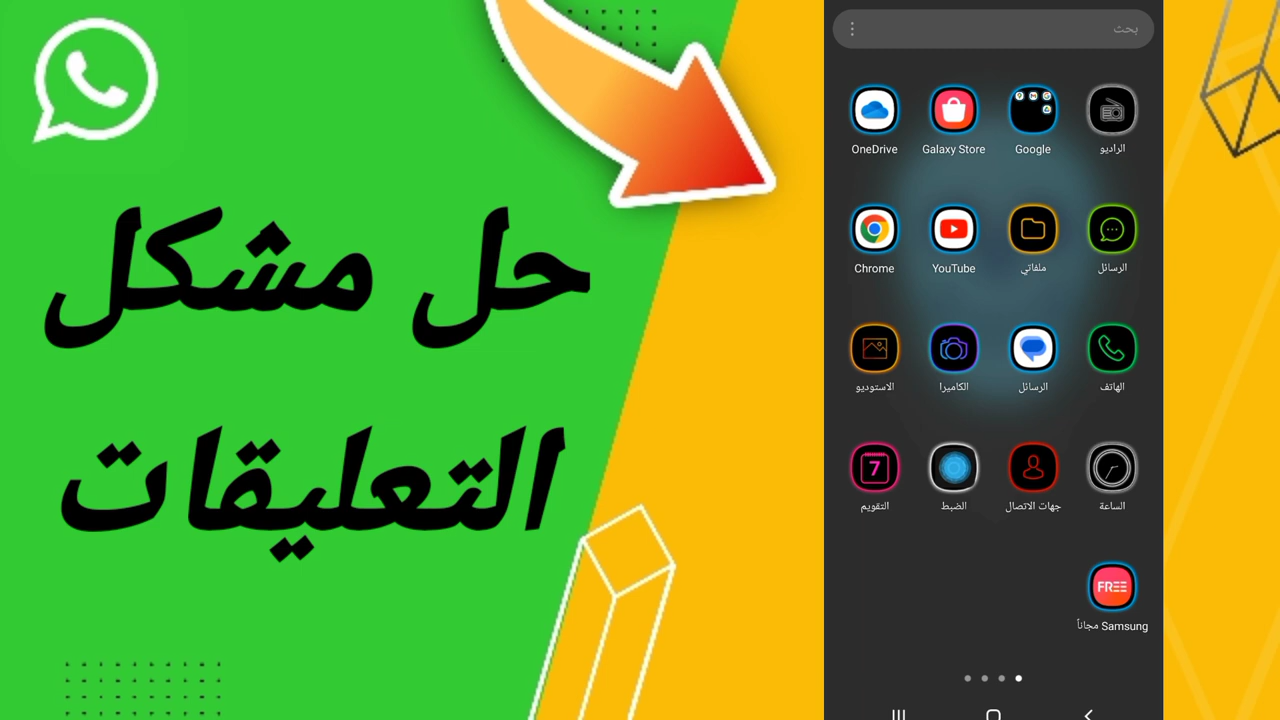 حل مشكل
التعليقات
بحث
الراديو
Google
Galaxy Store
OneDrive
الرسائل
ملفاتي
YouTube
Chrome
الهاتف
الرسائل
الكاميرا
الاستوديو
الساعة
جهات الاتصال
الضبط
7
التقويم
FREE
Samsung مجاناً